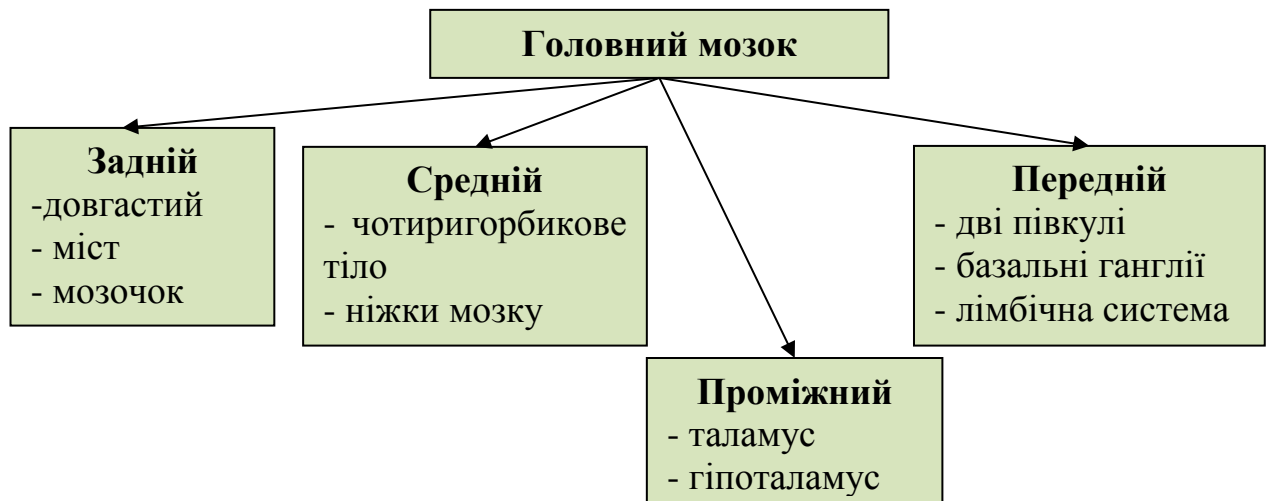 Головний мозок
Задній
-довгастий
- міст
- мозочок
Средній
- чотиригорбикове
тіло
- ніжки мозку
Передній
- дві півкулі
- базальні ганглії
- лімбічна система
Проміжний
- таламус
- гіпоталамус